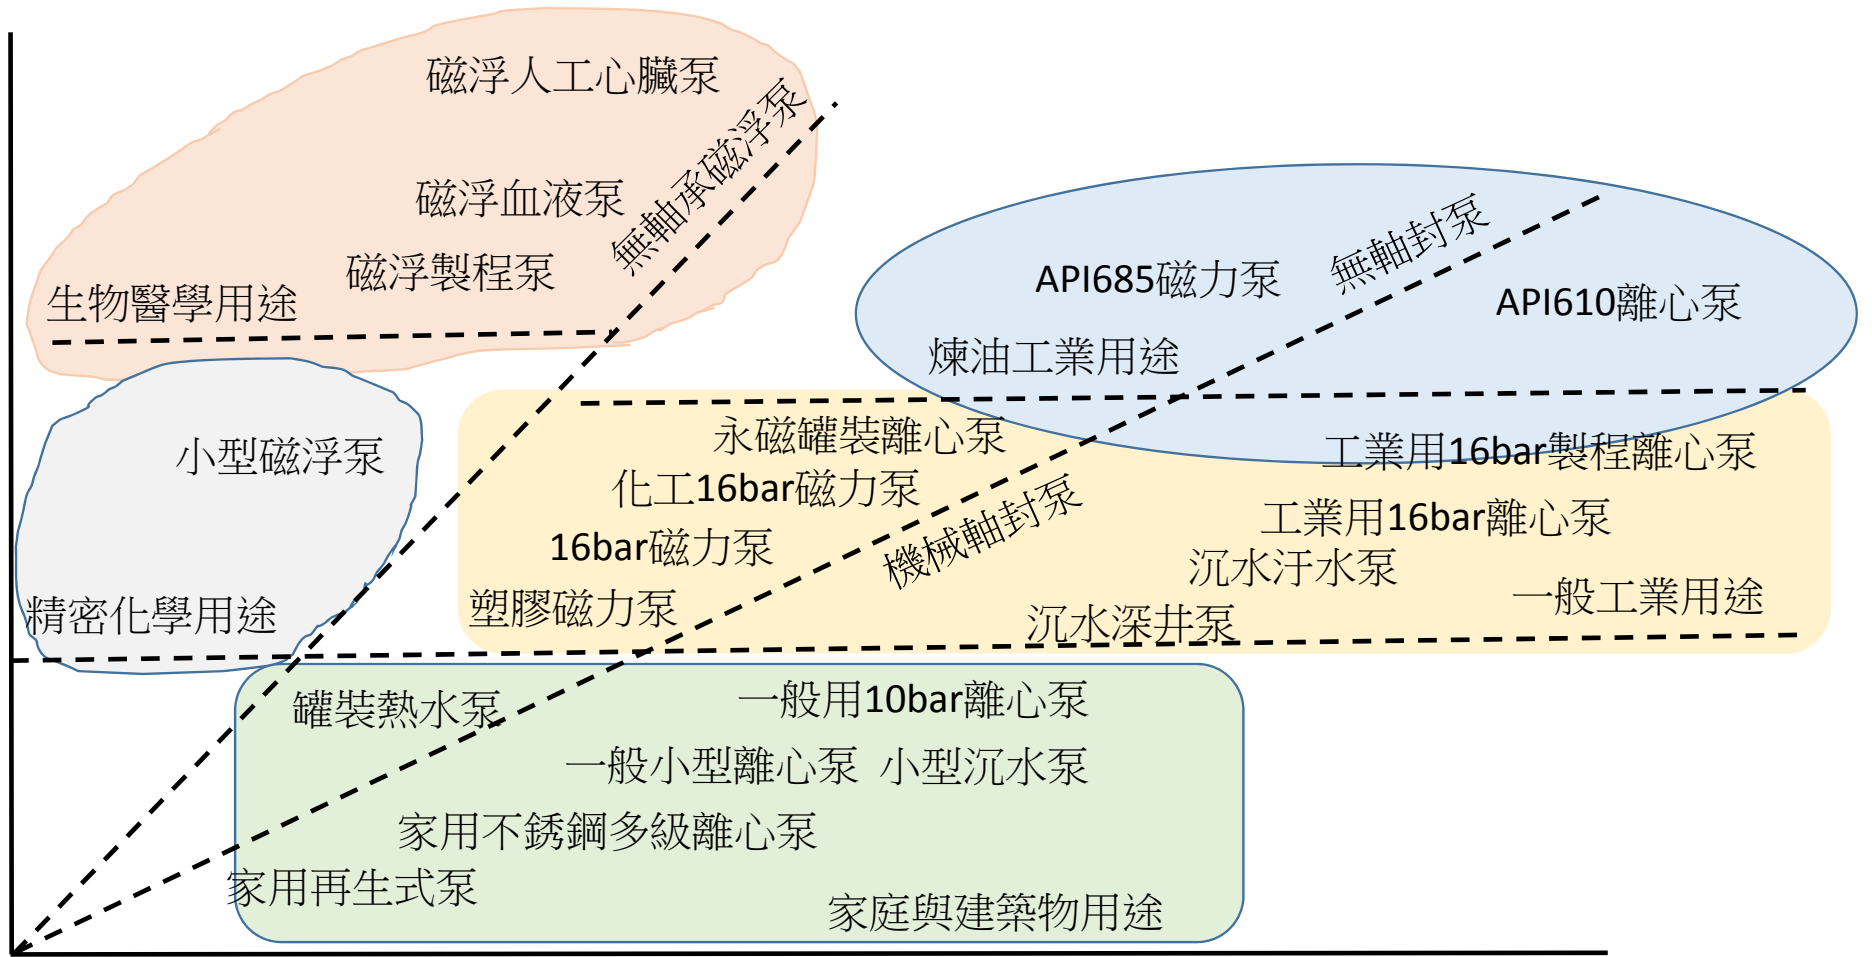 磁浮人工心臟泵
無軸承磁浮泵
磁浮血液泵
磁浮製程泵
生物醫學用途
無軸封泵
API685磁力泵
API610離心泵
煉油工業用途
小型磁浮泵
精密化學用途
永磁罐裝離心泵
工業用16bar製程離心泵
化工16bar磁力泵
機械軸封泵
工業用16bar離心泵
16bar磁力泵
沉水汙水泵
塑膠磁力泵
一般工業用途
沉水深井泵
罐裝熱水泵
一般用10bar離心泵
一般小型離心泵
小型沉水泵
家用不銹鋼多級離心泵
家用再生式泵
家庭與建築物用途